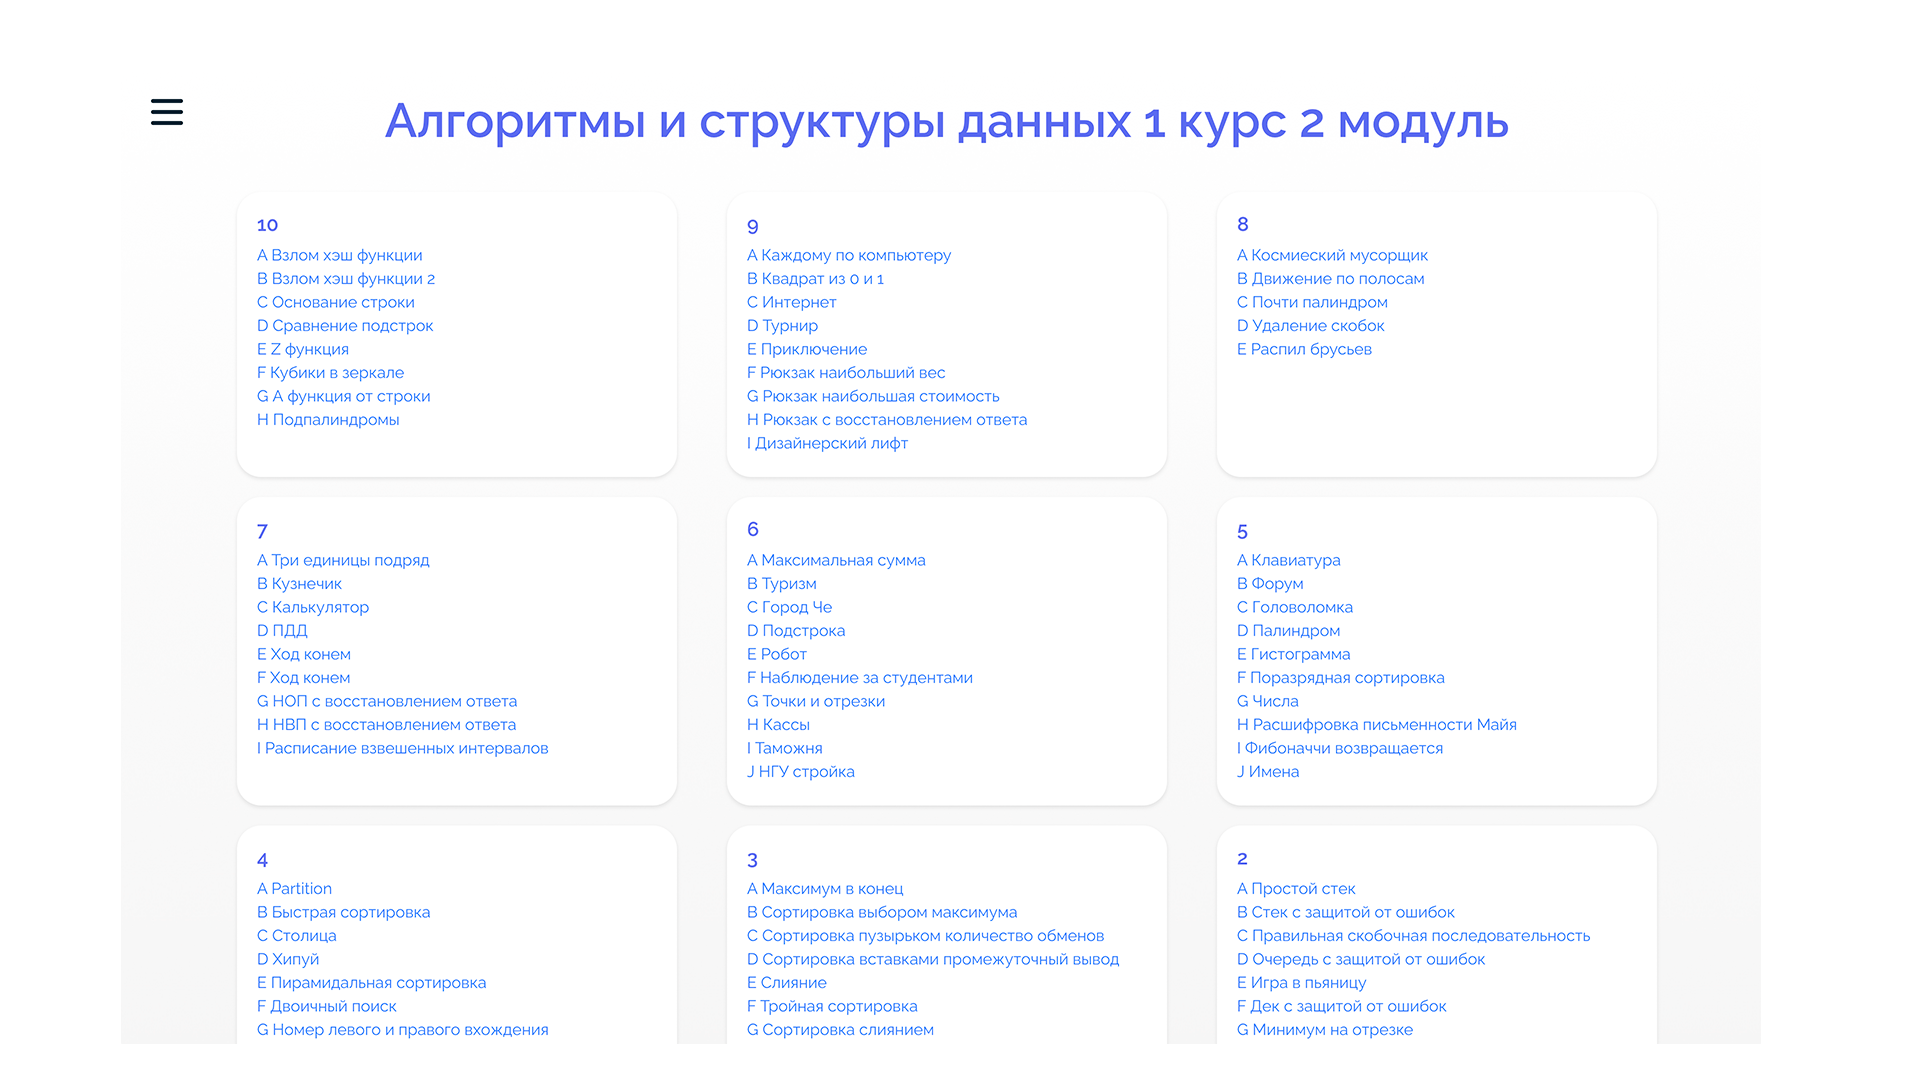 Алгоритмы и структуры данных 1 курс 2 модуль
10
A Взлом хэш функции
B Взлом хэш функции 2
C Основание строки
D Сравнение подстрок
E Z функция
F Кубики в зеркале
G А функция от строки
H Подпалиндромы
9
A Каждому по компьютеру
B Квадрат из 0 и 1
C Интернет
D Турнир
E Приключение
F Рюкзак наибольший вес
G Рюкзак наибольшая стоимость
H Рюкзак с восстановлением ответа
I Дизайнерский лифт
8
A Космиеский мусорщик
B Движение по полосам
C Почти палиндром
D Удаление скобок
E Распил брусьев
7
A Три единицы подряд
B Кузнечик
C Калькулятор
D ПДД
E Ход конем
F Ход конем
G НОП с восстановлением ответа
H НВП с восстановлением ответа
I Расписание взвешенных интервалов
6
A Максимальная сумма
B Туризм
C Город Че
D Подстрока
E Робот
F Наблюдение за студентами
G Точки и отрезки
H Кассы
I Таможня
J НГУ стройка
5
A Клавиатура
B Форум
C Головоломка
D Палиндром
E Гистограмма
F Поразрядная сортировка
G Числа
H Расшифровка письменности Майя
I Фибоначчи возвращается
J Имена
4
A Partition
B Быстрая сортировка
C Столица
D Хипуй
E Пирамидальная сортировка
F Двоичный поиск
G Номер левого и правого вхождения
3
A Максимум в конец
B Сортировка выбором максимума
C Сортировка пузырьком количество обменов
D Сортировка вставками промежуточный вывод
E Слияние
F Тройная сортировка
G Сортировка слиянием
2
A Простой стек
B Стек с защитой от ошибок
C Правильная скобочная последовательность
D Очередь с защитой от ошибок
E Игра в пьяницу
F Дек с защитой от ошибок
G Минимум на отрезке